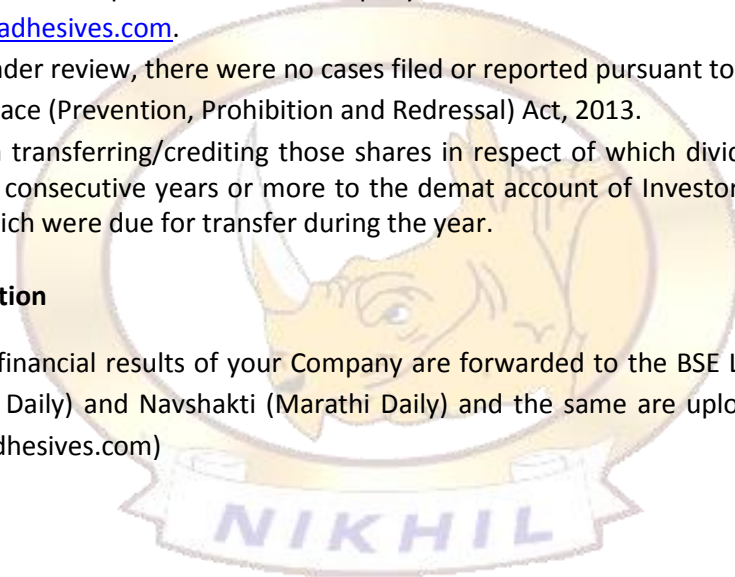 adhesives.com.
nder review, there were no cases filed or reported pursuant to
ace (Prevention, Prohibition and Redressal) Act, 2013.
transferring/crediting those shares in respect of which divid
consecutive years or more to the demat account of Investor
ich were due for transfer during the year.
tion
financial results of your Company are forwarded to the BSE L
Daily) and Navshakti (Marathi Daily) and the same are uplo
dhesives.com)
NIKHIL